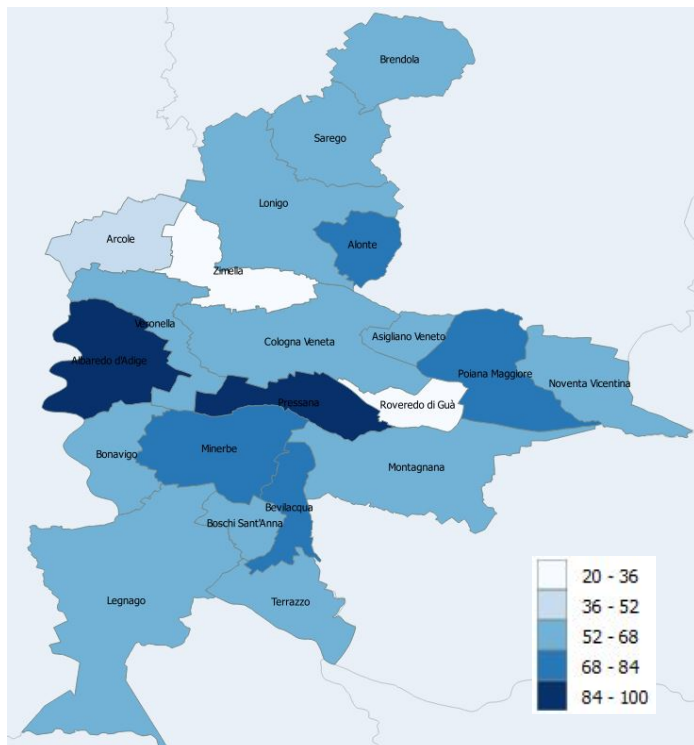 Brendola
Sarego
Lonigo
Arcole
Alonte
Zimella
Veronella
Cologna Veneta
Asigliano Veneto
Albaredo d'Adige
Poiana Maggiore
Noventa Vicentina
Pressana
Roveredo di Guà
Minerbe
Bonavigo
Montagnana
Bevilacqua
Boschi Sant'Anna
Legnago
Terrazzo
20 - 36
36 - 52
52 - 68
68 - 84
84 - 100